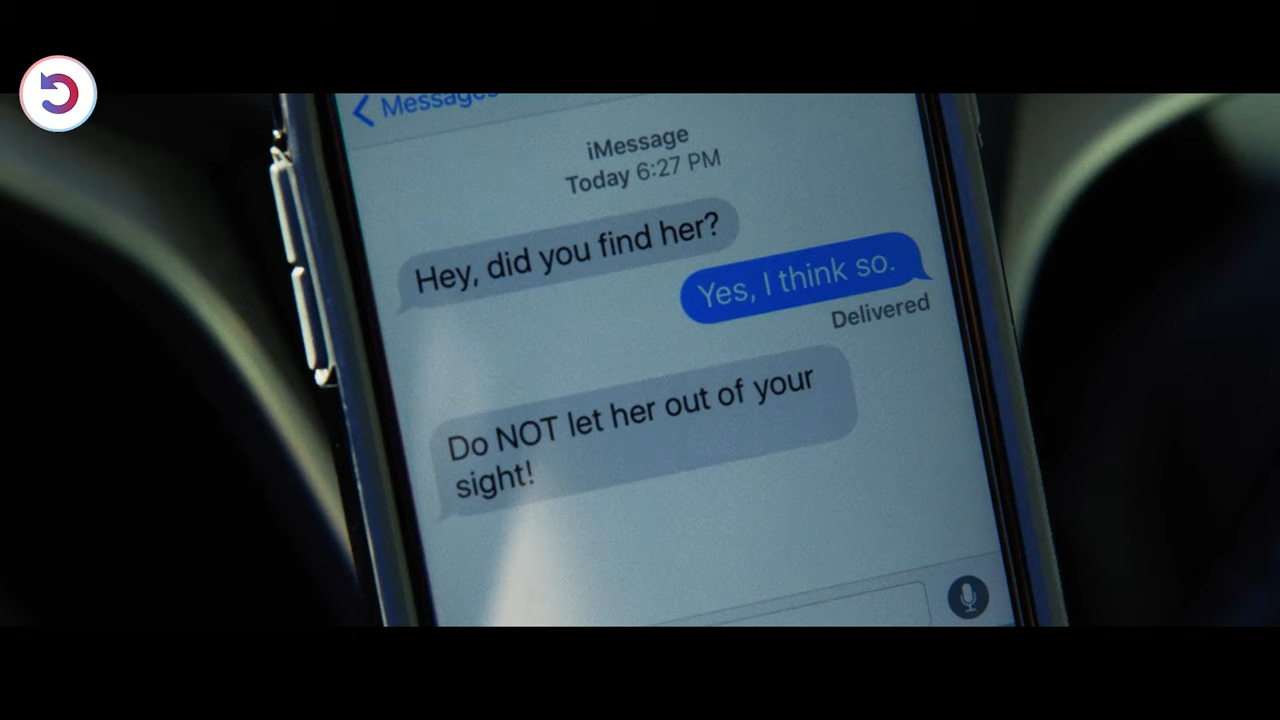 Messages
iMessage
Today 6:27 PM
Hey, did you find her?
Yes, I think so.
Delivered
Do NOT let her out of your
sight!